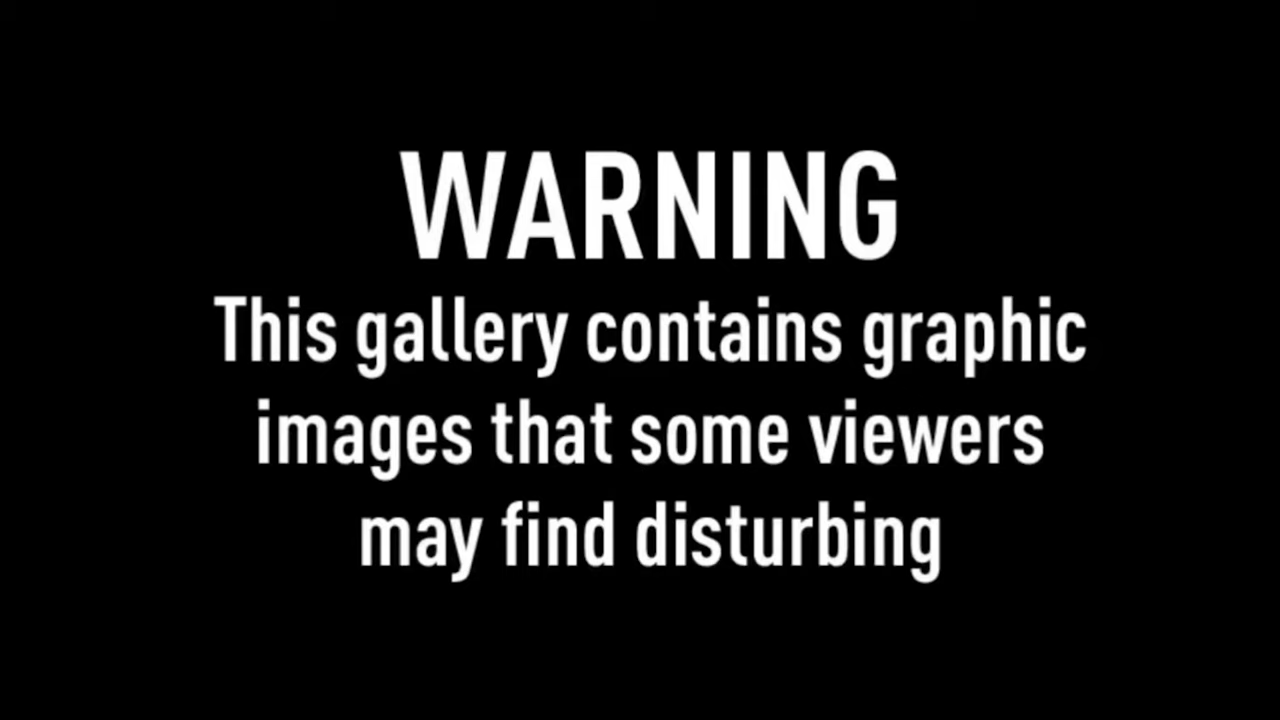 WARNING
This gallery contains graphic
images that some viewers
may find disturbing